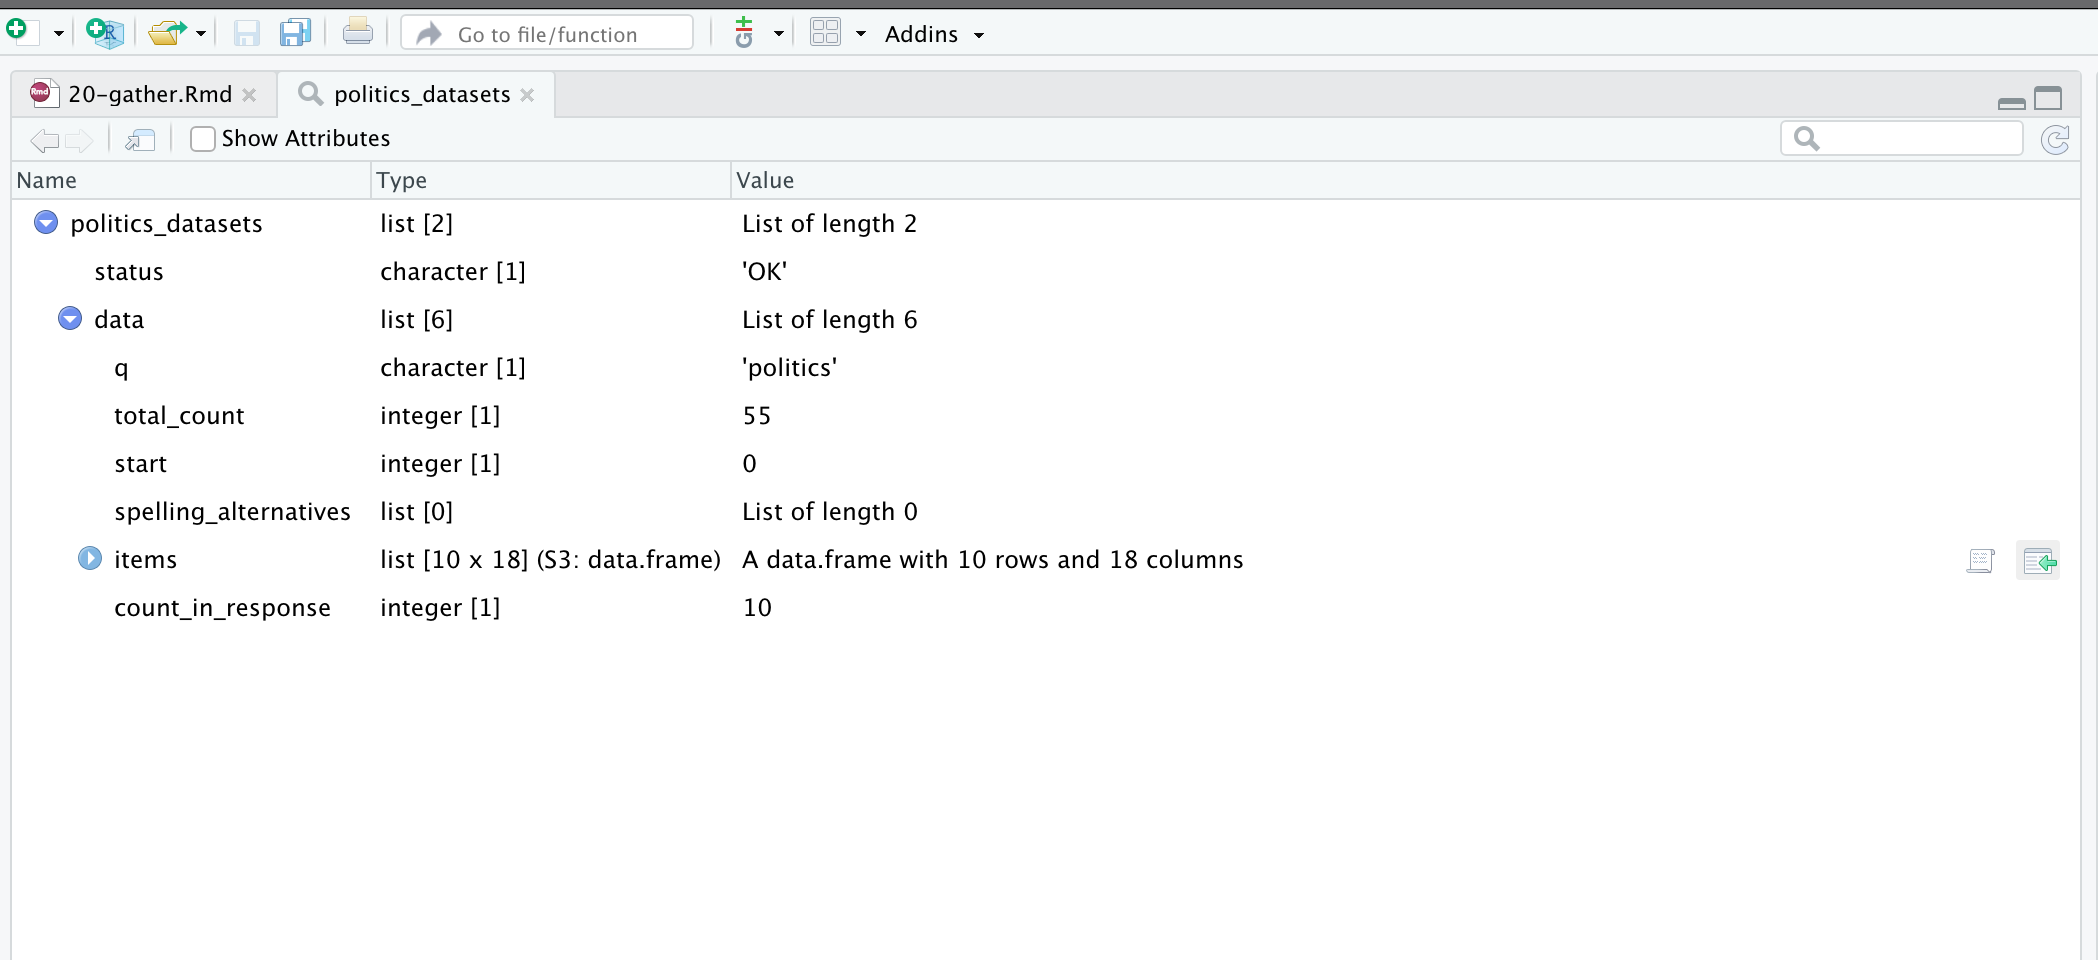 Go to file/function Addins
Rmd 20-gather.Rmd politics_datasets
Show Attributes
Name Type Value
politics_datasets list [2] List of length 2
status character [1] 'OK'
data list [6] List of length 6
q character [1] 'politics'
total_count integer [1] 55
start integer [1] 0
spelling_alternatives list [0] List of length 0
items list [10 x 18] (S3: data.frame) A data.frame with 10 rows and 18 columns
count_in_response integer [1] 10